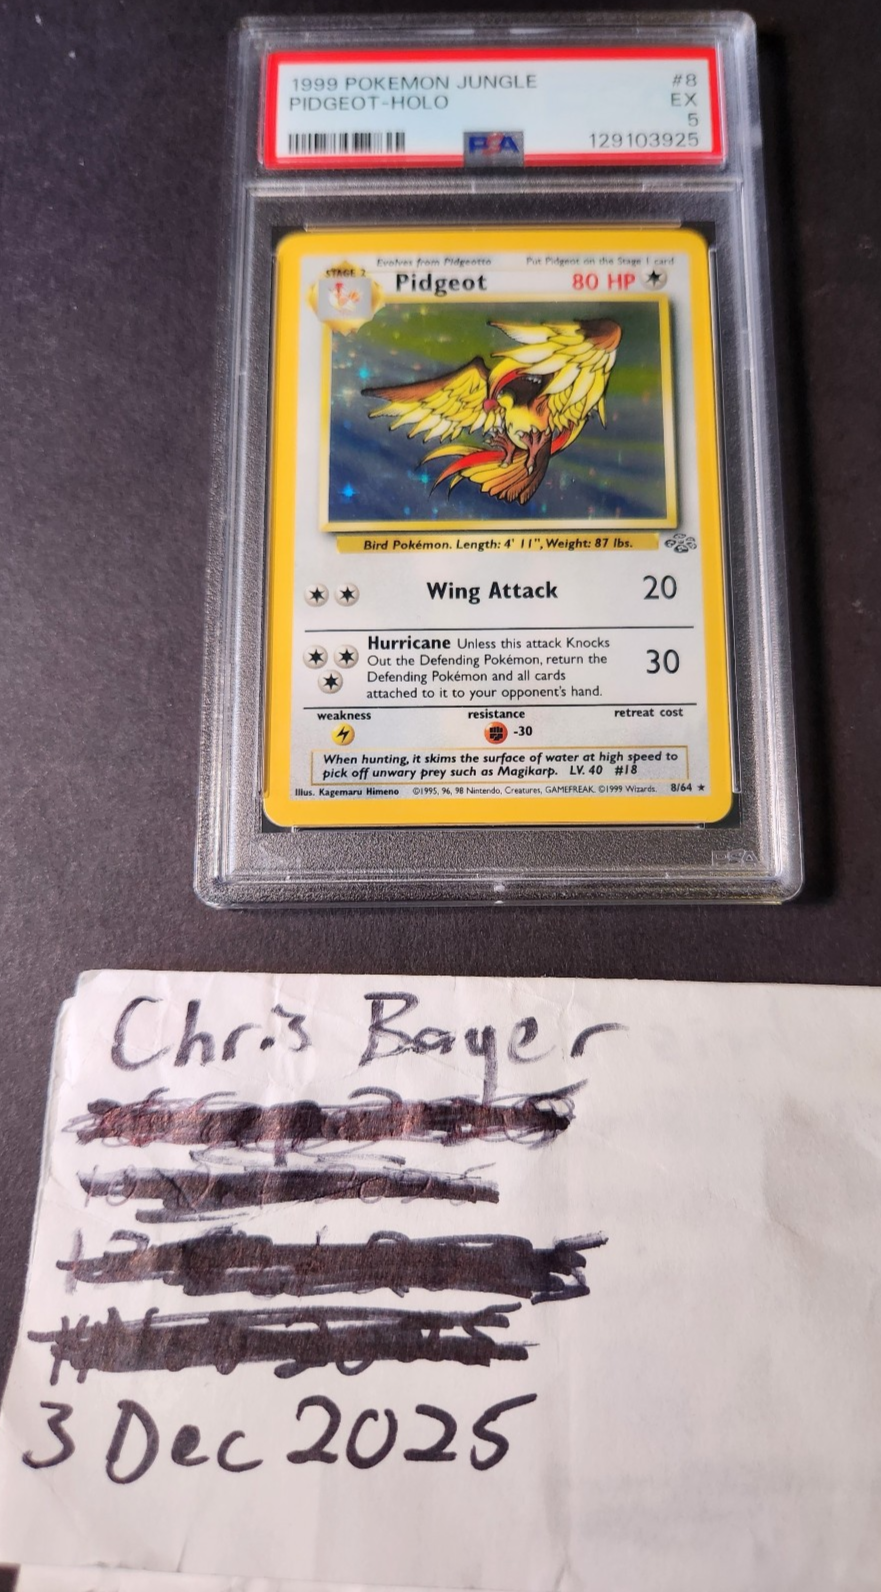 1999 POKEMON JUNGLE #8
PIDGEOT-HOLO EX
5
PSA 129103925
Evolves from Pidgeotto Put Pidgeot on the Stage 1 card
STAGE 2
Pidgeot 80 HP
Bird Pokémon. Length: 4' 11", Weight: 87 lbs.
Wing Attack 20
Hurricane Unless this attack Knocks
Out the Defending Pokémon, return the
Defending Pokémon and all cards
attached to it to your opponent's hand.
30
weakness resistance retreat cost
-30
When hunting, it skims the surface of water at high speed to
pick off unwary prey such as Magikarp. LV. 40 #18
Illus. Kagemaru Himeno ©1995, 96, 98 Nintendo, Creatures, GAMEFREAK. ©1999 Wizards. 8/64 ★
PSA
Chris Bayer
3 Dec 2025